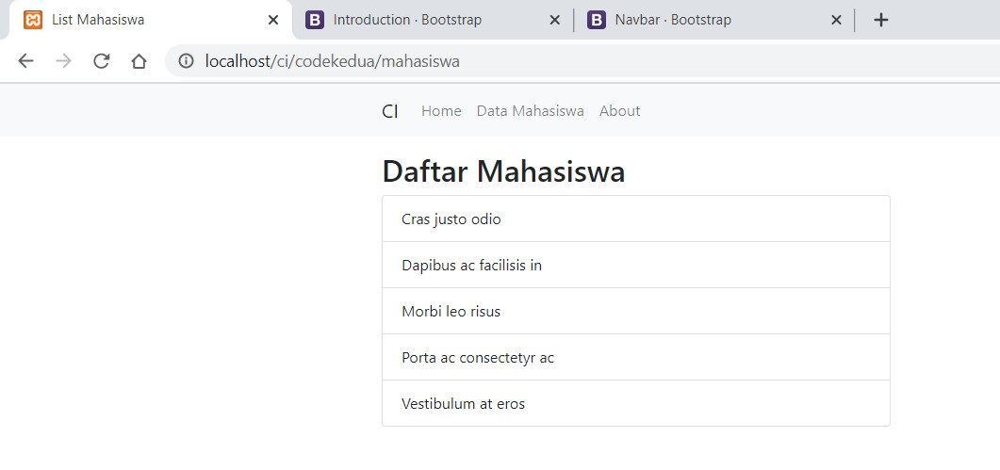 List Mahasiswa
Introduction · Bootstrap
Navbar · Bootstrap
localhost/ci/codekedua/mahasiswa
CI Home Data Mahasiswa About
Daftar Mahasiswa
Cras justo odio
Dapibus ac facilisis in
Morbi leo risus
Porta ac consectetyr ac
Vestibulum at eros